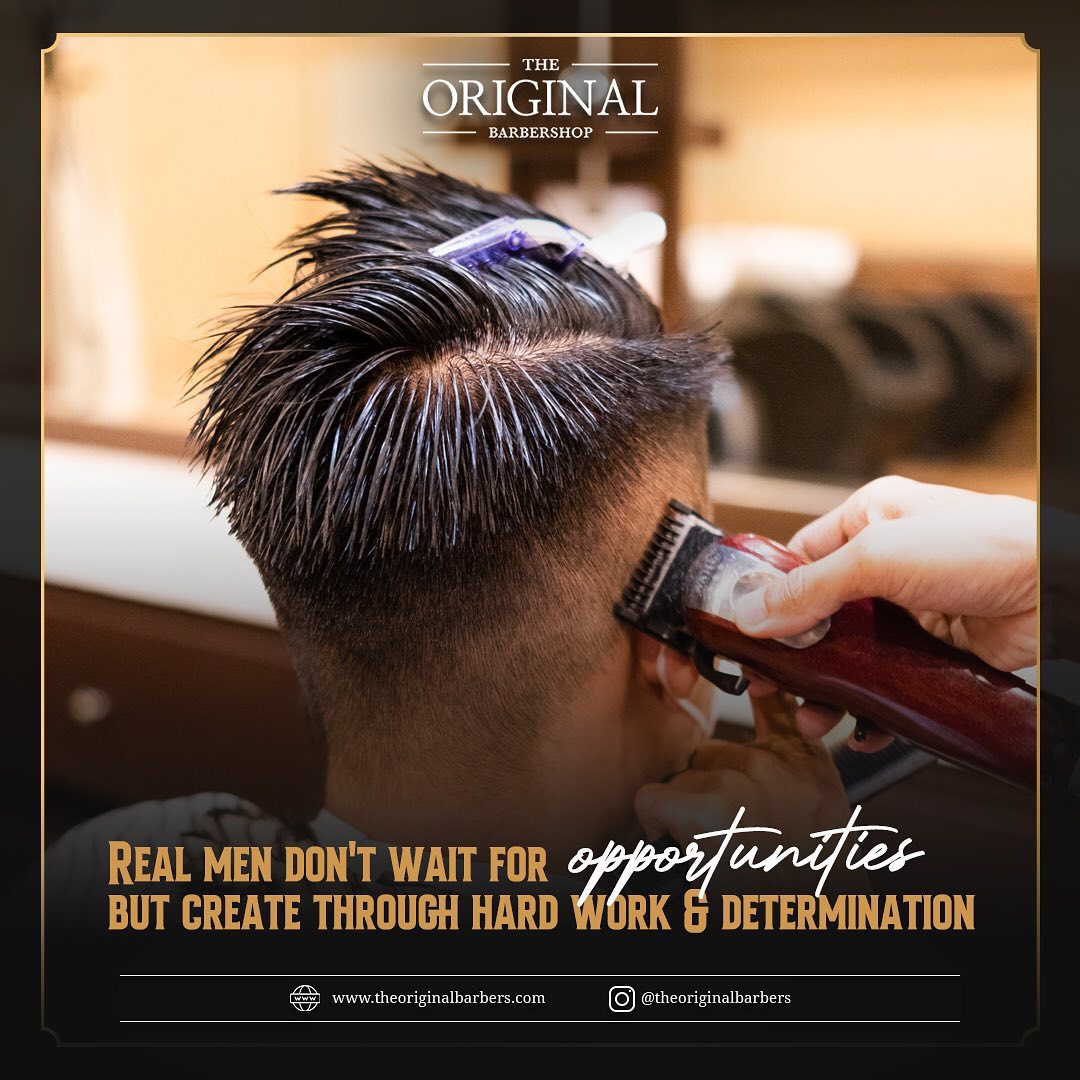 THE
ORIGINAL
BARBERSHOP
REAL MEN DON'T WAIT FOR opportunities
BUT CREATE THROUGH HARD WORK & DETERMINATION
www www.theoriginalbarbers.com @theoriginalbarbers